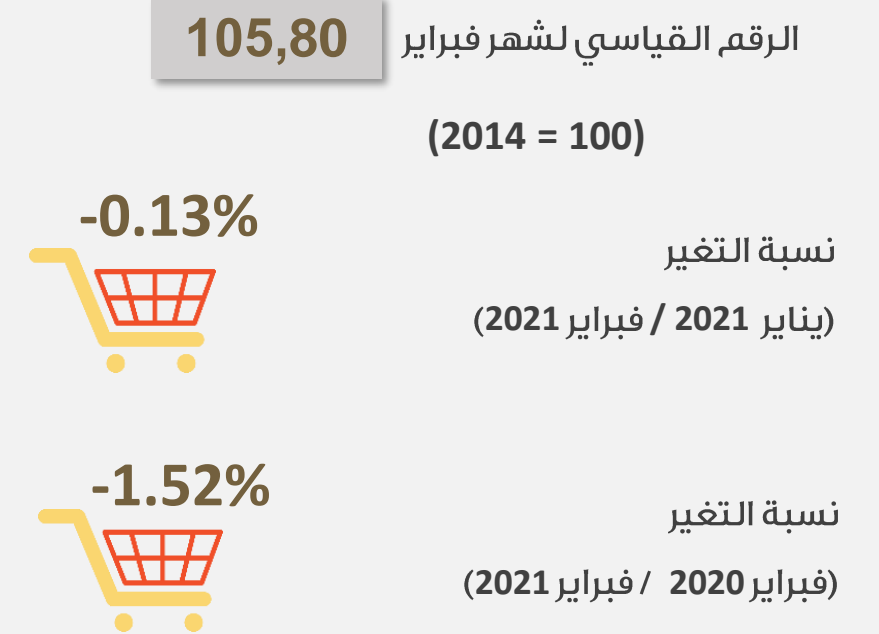 الرقم القياسي لشهر فبراير 105,80
(2014 = 100)
-0.13%
نسبة التغير
(يناير 2021 / فبراير 2021)
-1.52%
نسبة التغير
(فبراير 2020 / فبراير 2021)